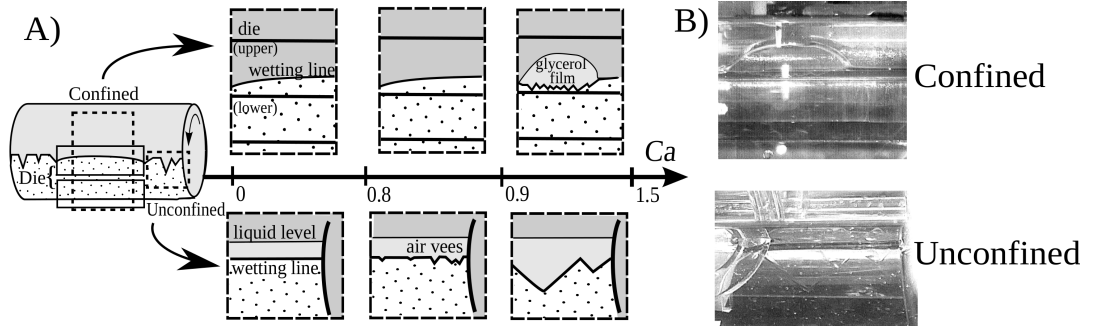 A)
Confined
Die
Unconfined
die
(upper)
wetting line
(lower)
glycerol
film
Ca
0
0.8
0.9
1.5
liquid level
wetting line
air vees
B)
Confined
Unconfined